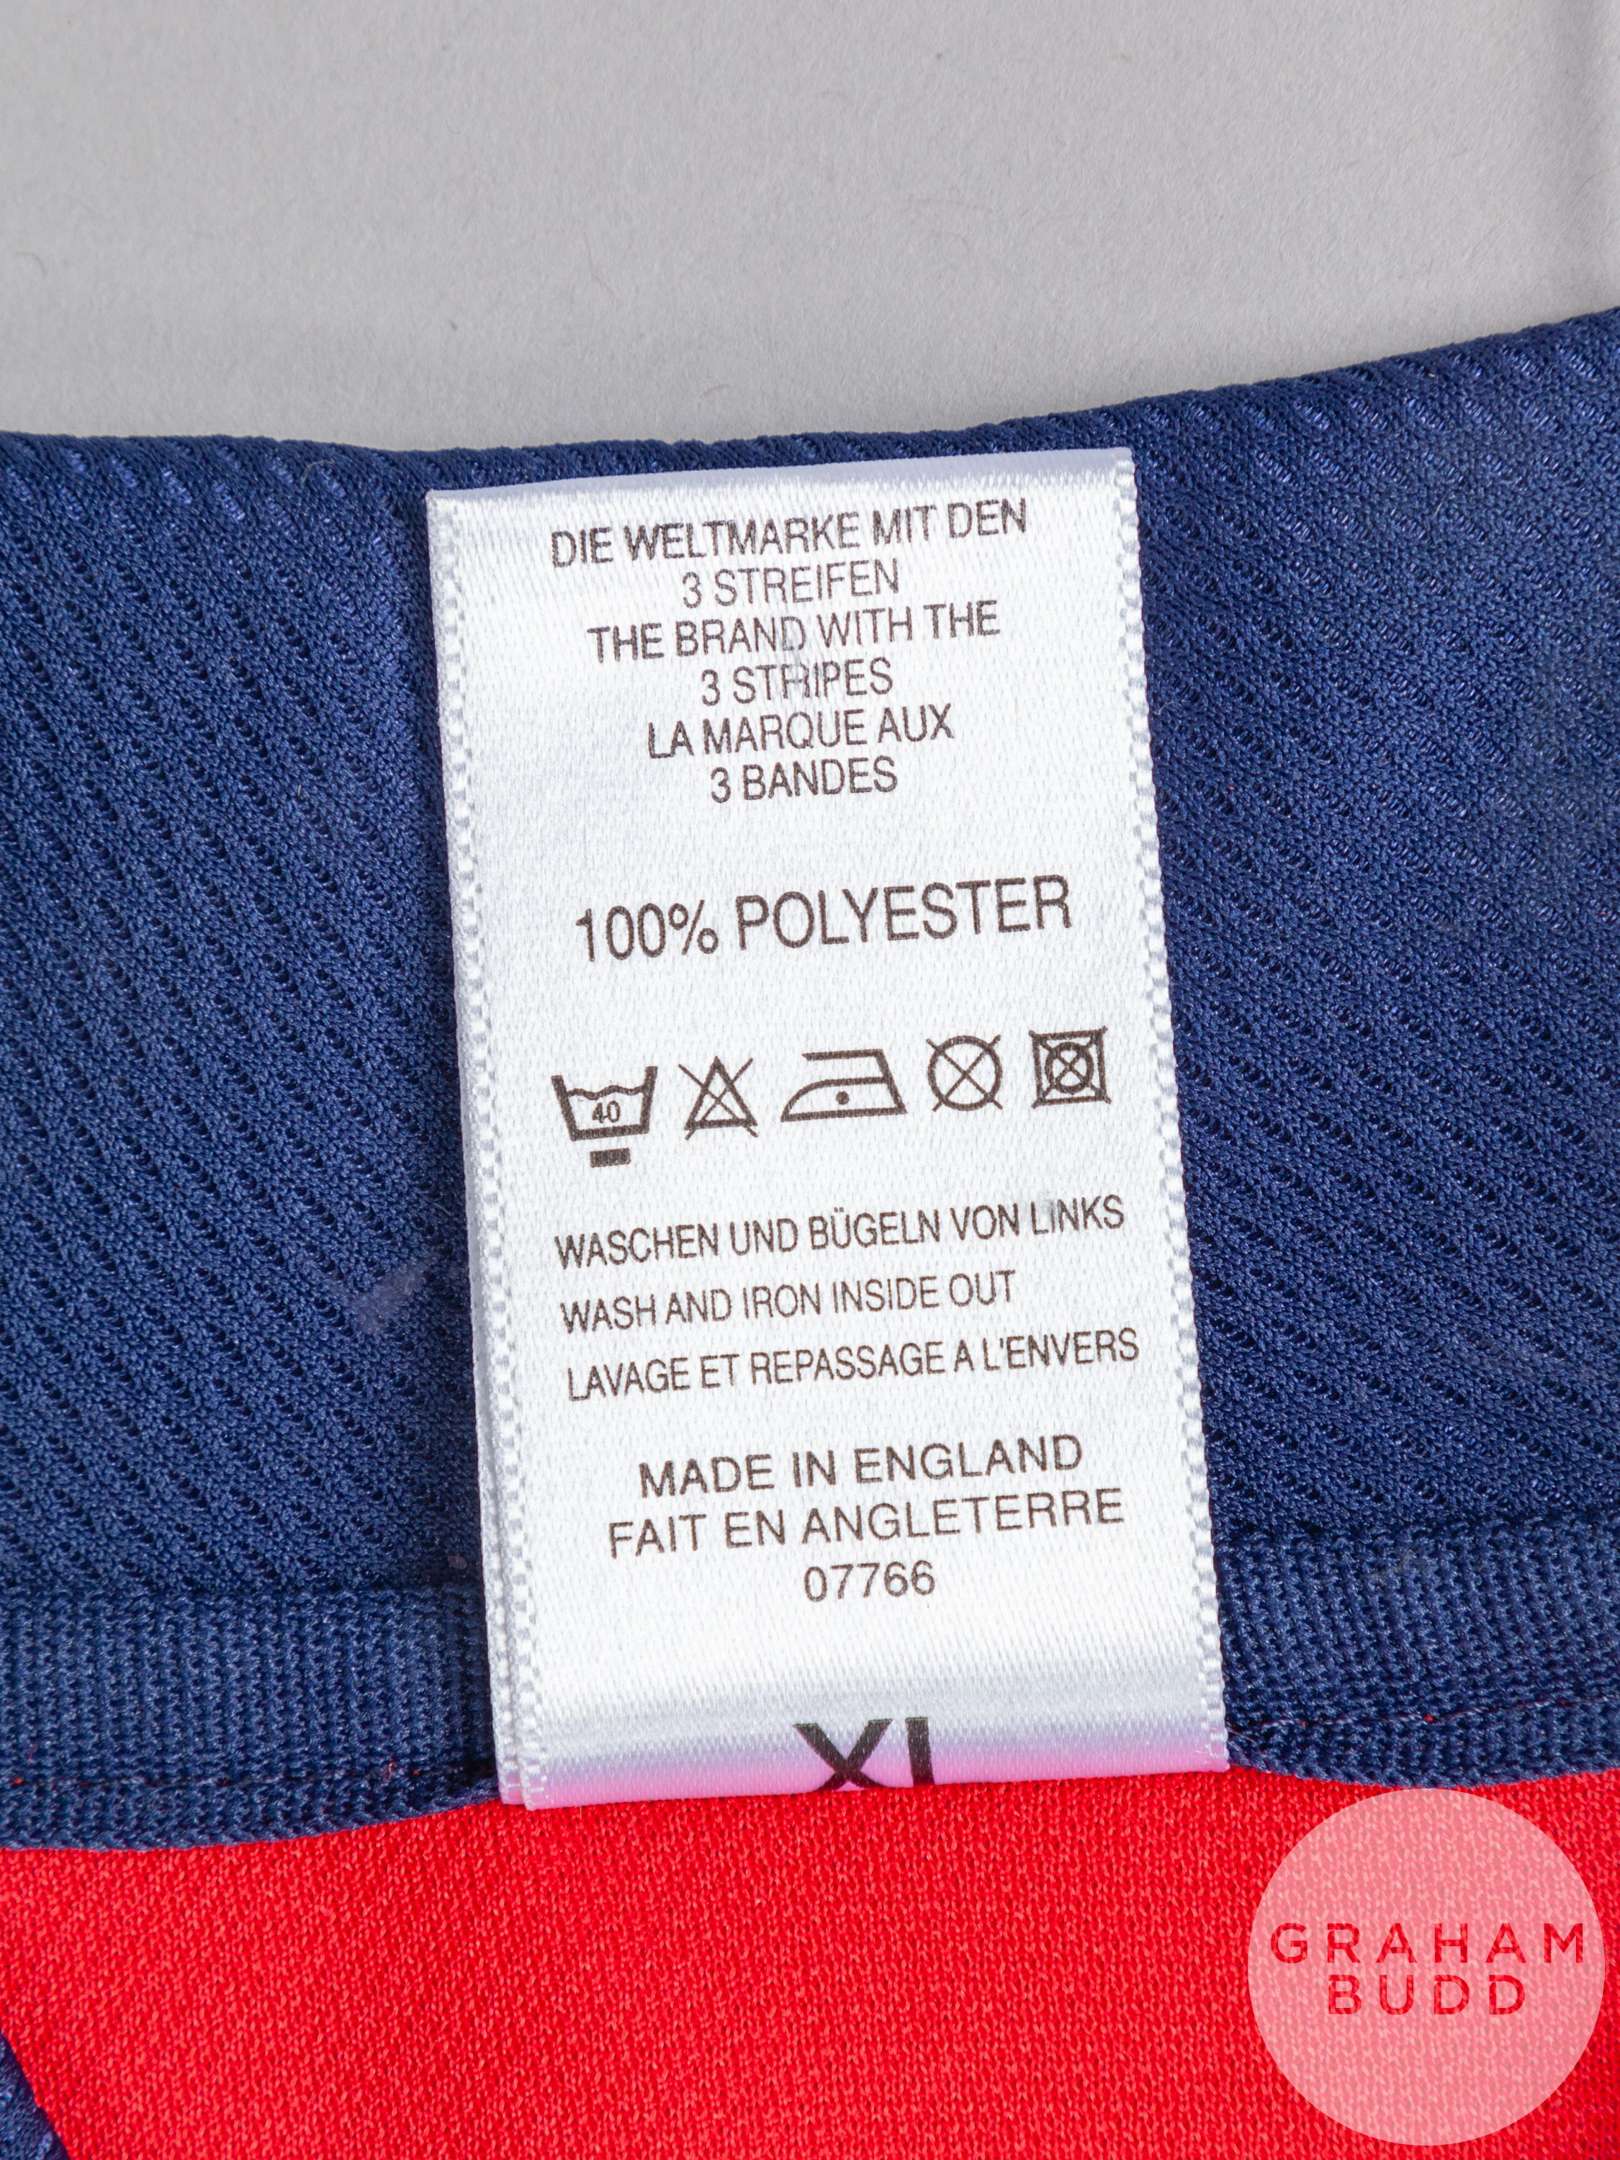 DIE WELTMARKE MIT DEN
3 STREIFEN
THE BRAND WITH THE
3 STRIPES
LA MARQUE AUX
3 BANDES
100% POLYESTER
40
WASCHEN UND BÜGELN VON LINKS
WASH AND IRON INSIDE OUT
LAVAGE ET REPASSAGE A L'ENVERS
MADE IN ENGLAND
FAIT EN ANGLETERRE
07766
XL
GRAHAM
BUDD